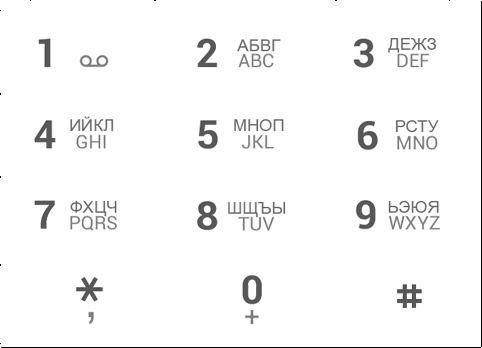 1 2 АБВГ 3 ДЕЖЗ
ABC DEF
4 ИЙКЛ 5 МНОП 6 РСТУ
GHI JKL MNO
7 ФХЦЧ 8 ШЩЪЫ 9 ЬЭЮЯ
PQRS TUV WXYZ
* 0 #
, +